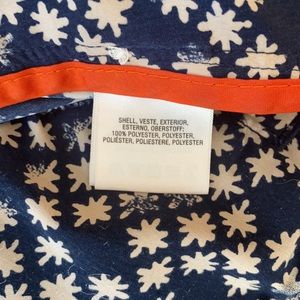 SHELL, VESTE, EXTERIOR,
ESTERNO, OBERSTOFF:
100% POLYESTER, POLYESTER,
POLIÉSTER, POLIESTERE, POLYESTER